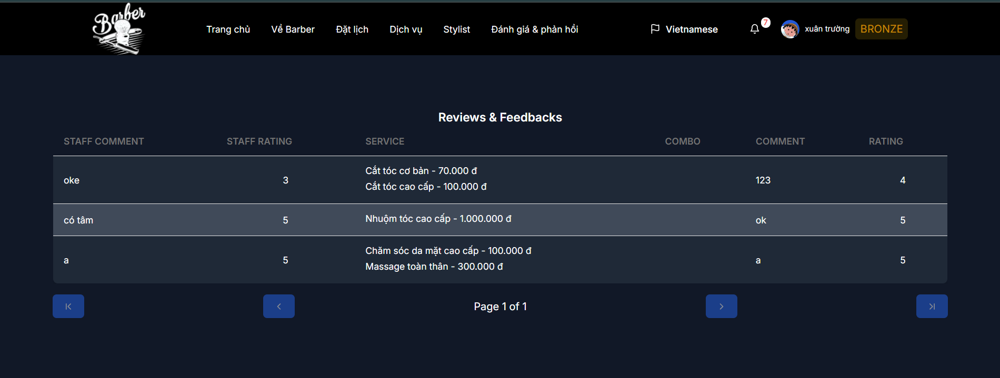 Barber
Trang chủ Về Barber Đặt lịch Dịch vụ Stylist Đánh giá & phản hồi Vietnamese 7 xuân trường BRONZE
Reviews & Feedbacks
STAFF COMMENT STAFF RATING SERVICE COMBO COMMENT RATING
oke 3 Cắt tóc cơ bản - 70.000 đ 123 4
Cắt tóc cao cấp - 100.000 đ
có tâm 5 Nhuộm tóc cao cấp - 1.000.000 đ ok 5
a 5 Chăm sóc da mặt cao cấp - 100.000 đ a 5
Massage toàn thân - 300.000 đ
Page 1 of 1